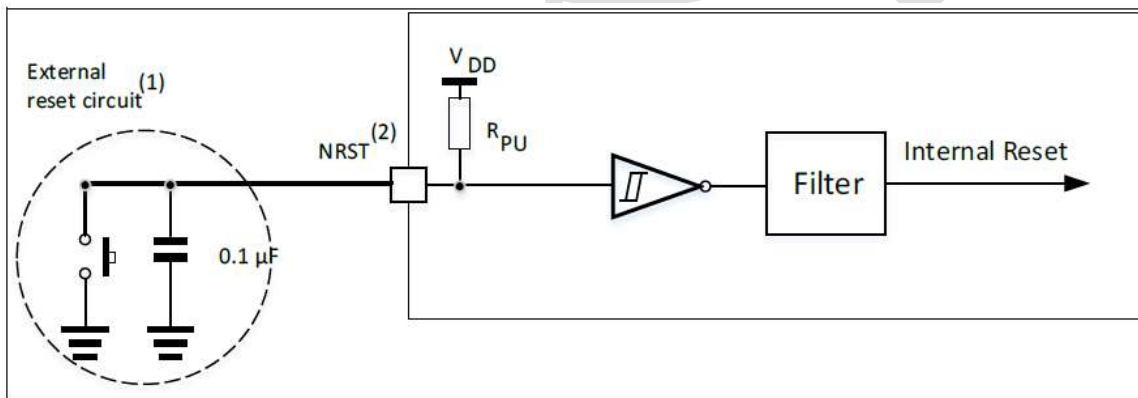 External
reset circuit(1)
VDD
RPU
NRST(2)
Internal Reset
Filter
0.1 µF